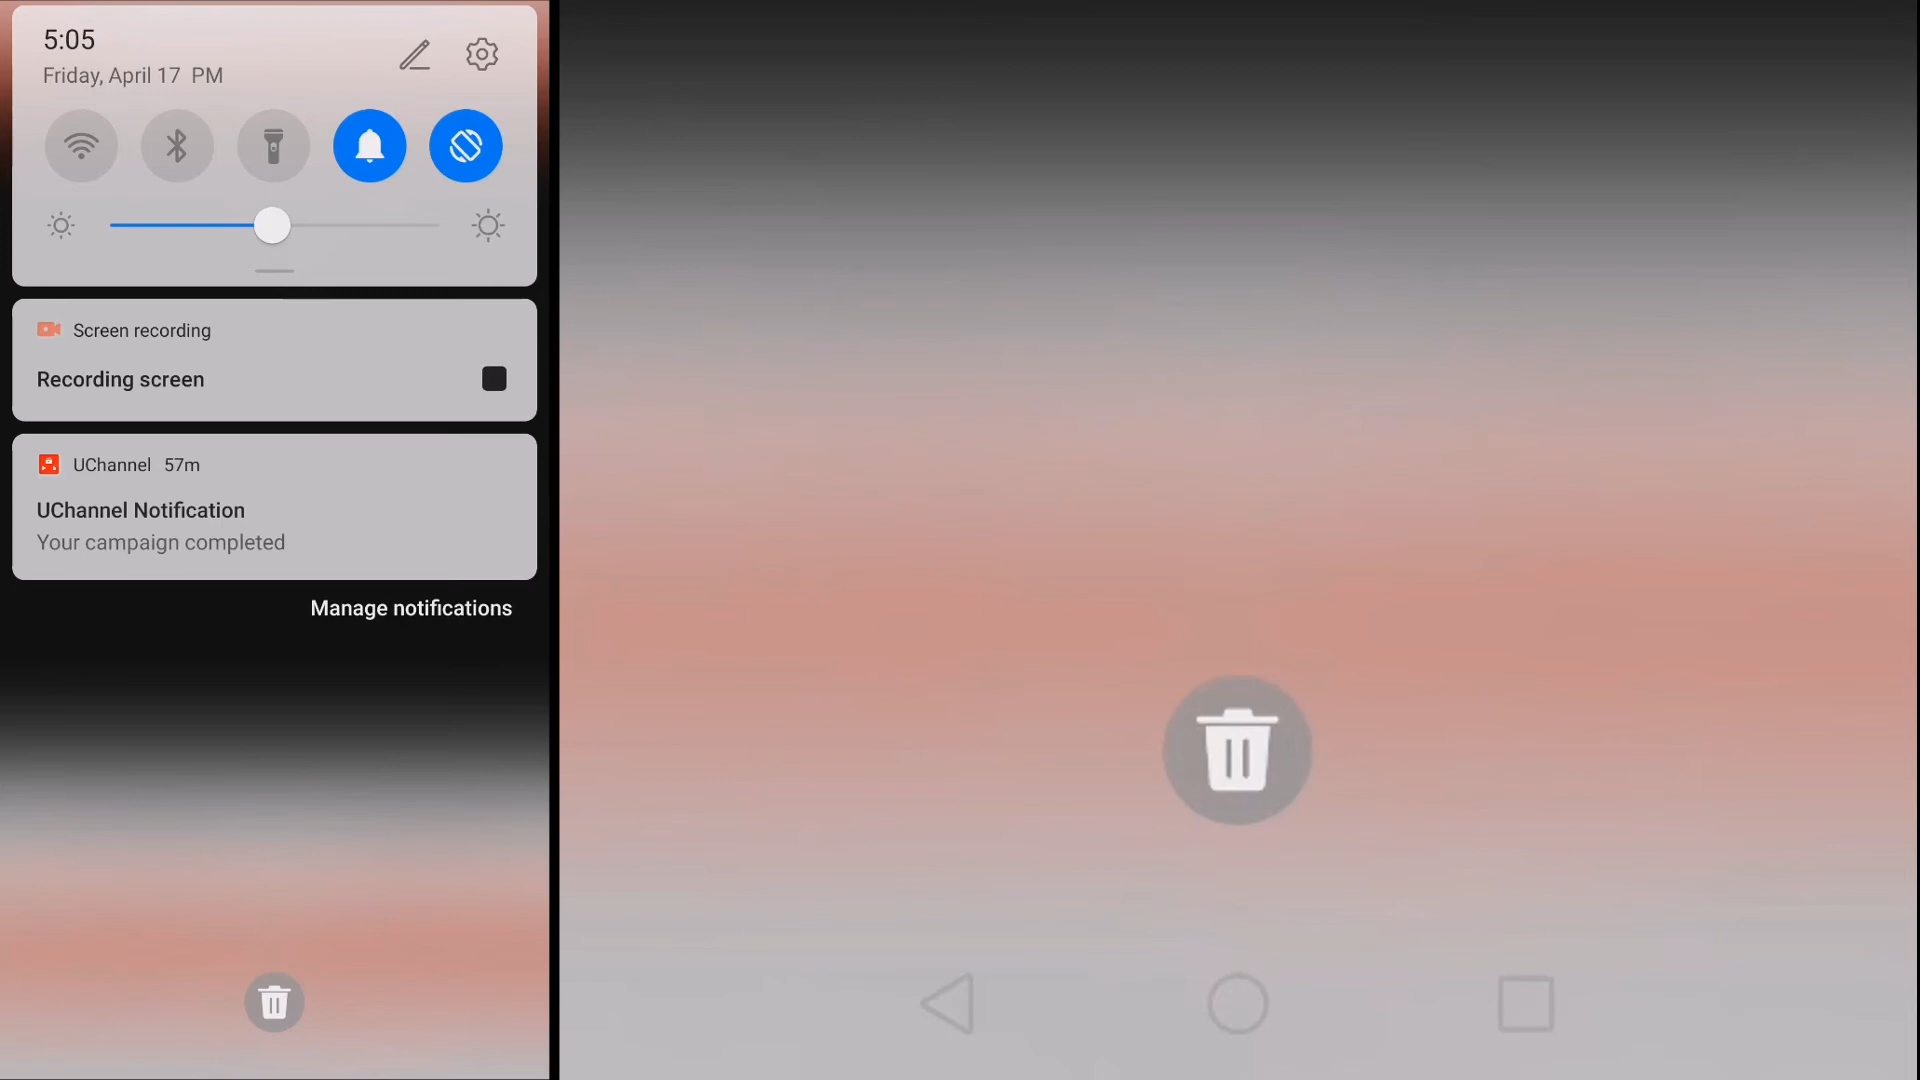 5:05
Friday, April 17 PM
Screen recording
Recording screen
UChannel 57m
UChannel Notification
Your campaign completed
Manage notifications